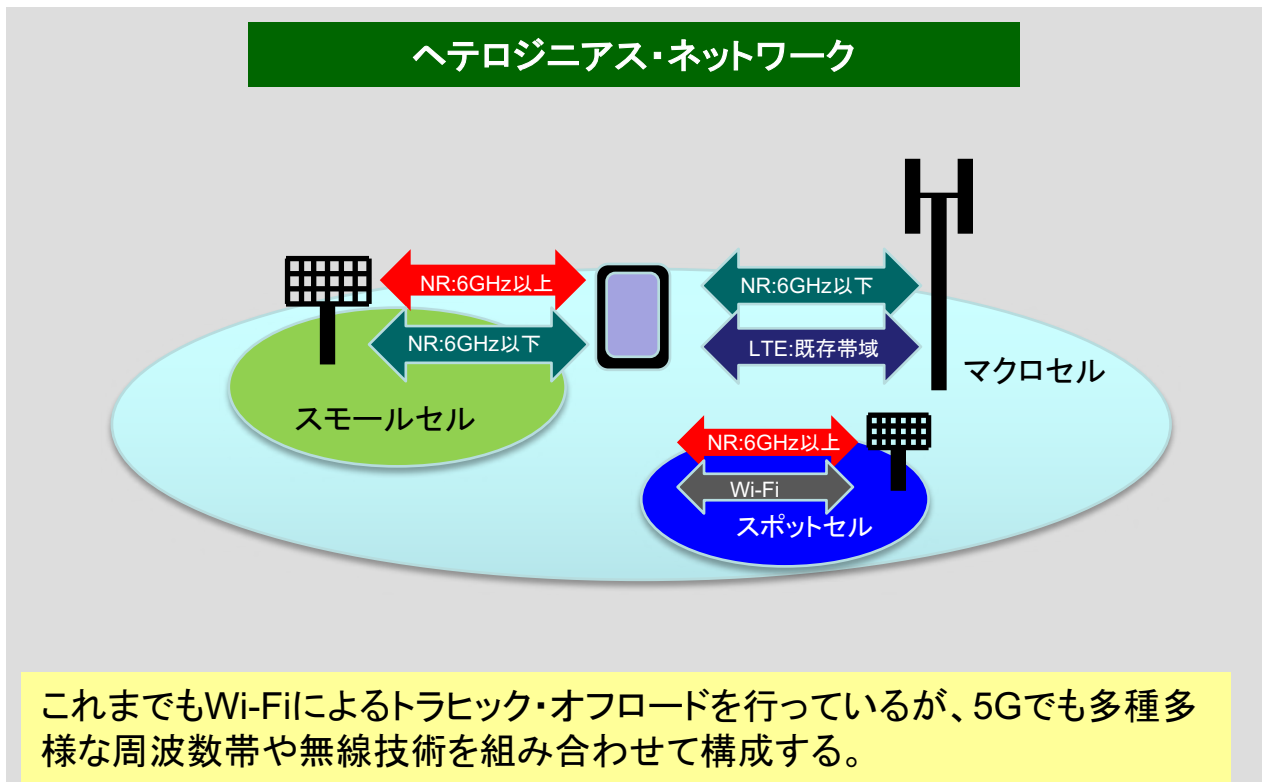 ヘテロジニアス・ネットワーク
NR:6GHz以上
NR:6GHz以下
NR:6GHz以下
LTE:既存帯域
マクロセル
スモールセル
NR:6GHz以上
Wi-Fi
スポットセル
これまでもWi-Fiによるトラヒック・オフロードを行っているが、5Gでも多種多
様な周波数帯や無線技術を組み合わせて構成する。